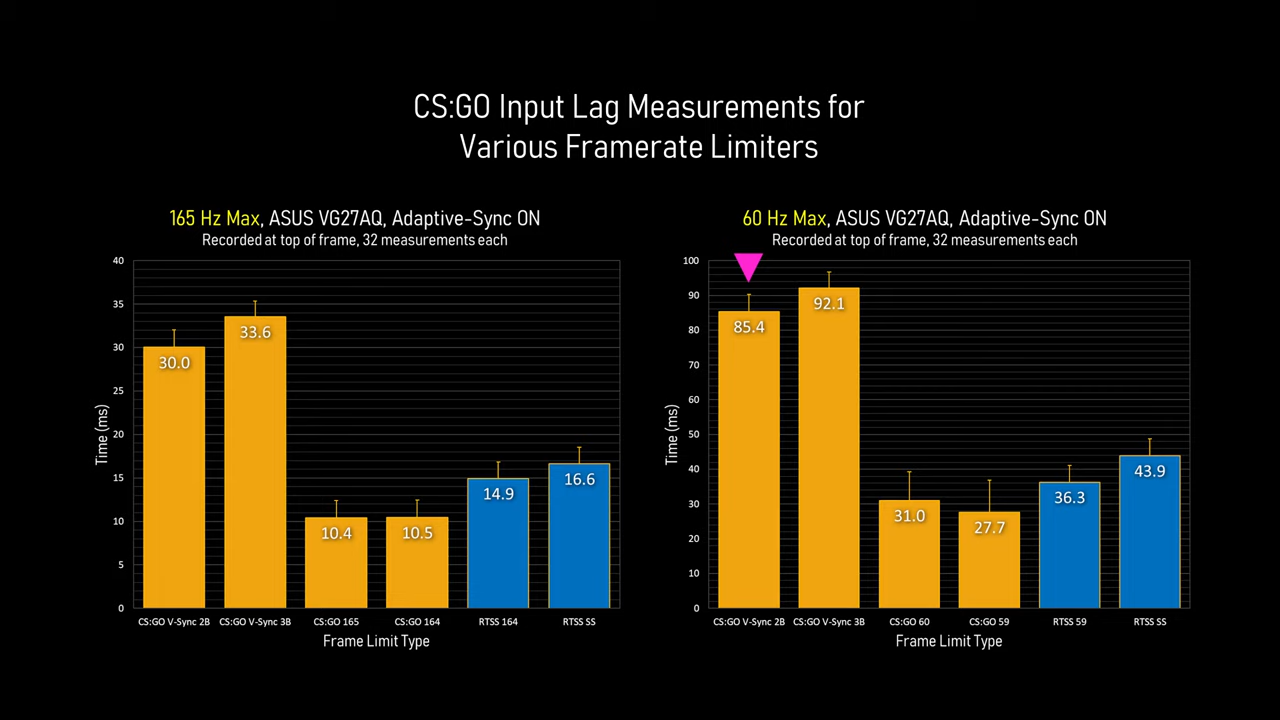 CS:GO Input Lag Measurements for
Various Framerate Limiters
165 Hz Max, ASUS VG27AQ, Adaptive-Sync ON
Recorded at top of frame, 32 measurements each
40
35
30
25
20
15
10
5
0
Time (ms)
30.0
33.6
10.4
10.5
14.9
16.6
CS:GO V-Sync 2B
CS:GO V-Sync 3B
CS:GO 165
CS:GO 164
RTSS 164
RTSS SS
Frame Limit Type
60 Hz Max, ASUS VG27AQ, Adaptive-Sync ON
Recorded at top of frame, 32 measurements each
100
90
80
70
60
50
40
30
20
10
0
Time (ms)
85.4
92.1
31.0
27.7
36.3
43.9
CS:GO V-Sync 2B
CS:GO V-Sync 3B
CS:GO 60
CS:GO 59
RTSS 59
RTSS SS
Frame Limit Type